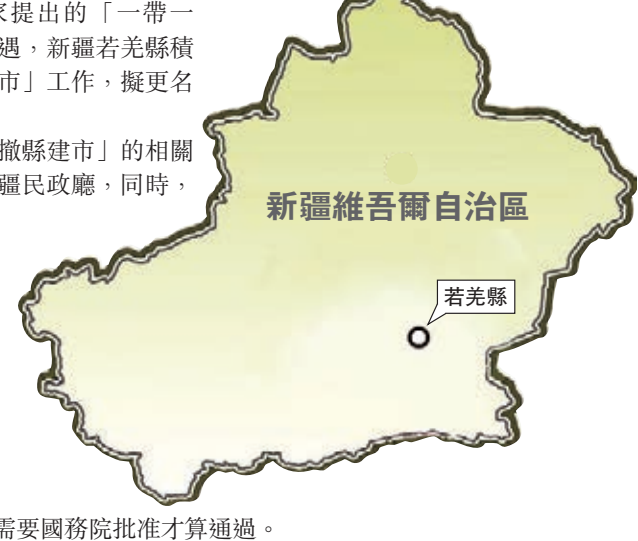 家提出的「一帶一
遇，新疆若羌縣積
市」工作，擬更名
撤縣建市」的相關
疆民政廳，同時，
新疆維吾爾自治區
若羌縣
需要國務院批准才算通過。